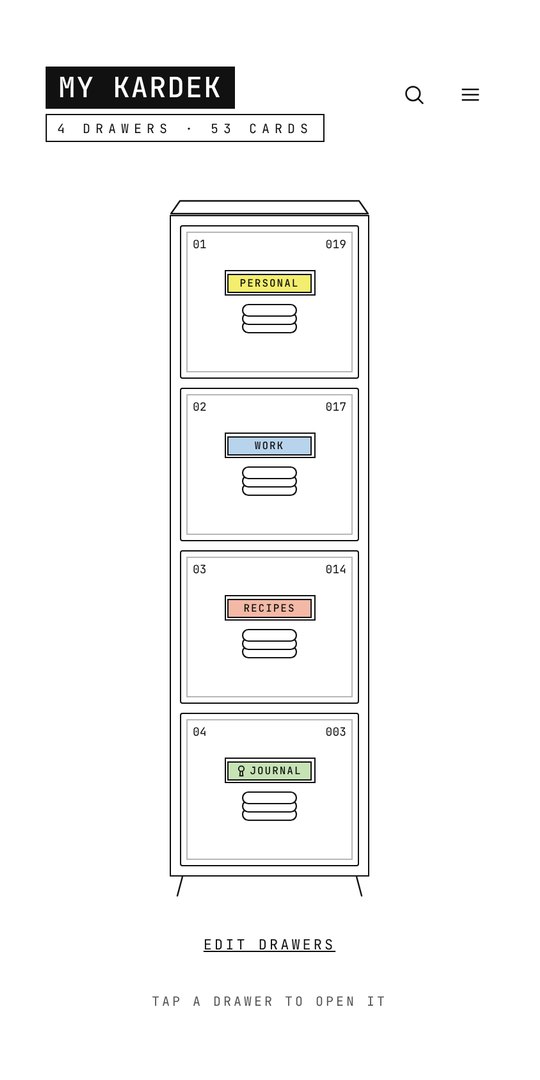 MY KARDEK
4 DRAWERS · 53 CARDS
01 019
PERSONAL
02 017
WORK
03 014
RECIPES
04 003
JOURNAL
EDIT DRAWERS
TAP A DRAWER TO OPEN IT